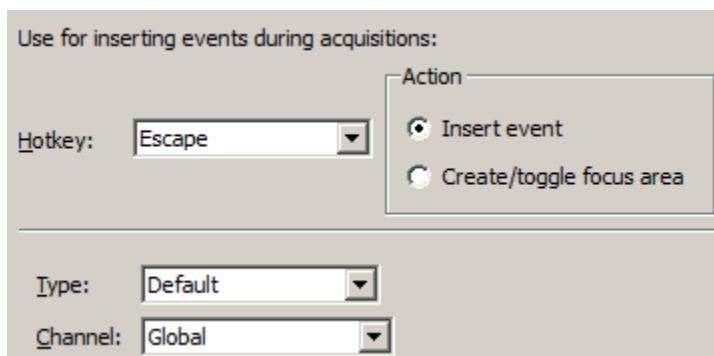 Use for inserting events during acquisitions:
Action
Hotkey: Escape
Insert event
Create/toggle focus area
Type: Default
Channel: Global